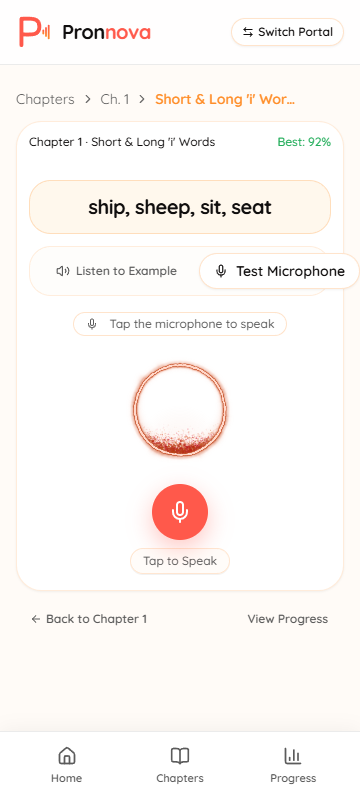 Pronnova
Switch Portal
Chapters > Ch. 1 > Short & Long 'i' Wor...
Chapter 1 · Short & Long 'i' Words
Best: 92%
ship, sheep, sit, seat
Listen to Example
Test Microphone
Tap the microphone to speak
Tap to Speak
← Back to Chapter 1
View Progress
Home
Chapters
Progress